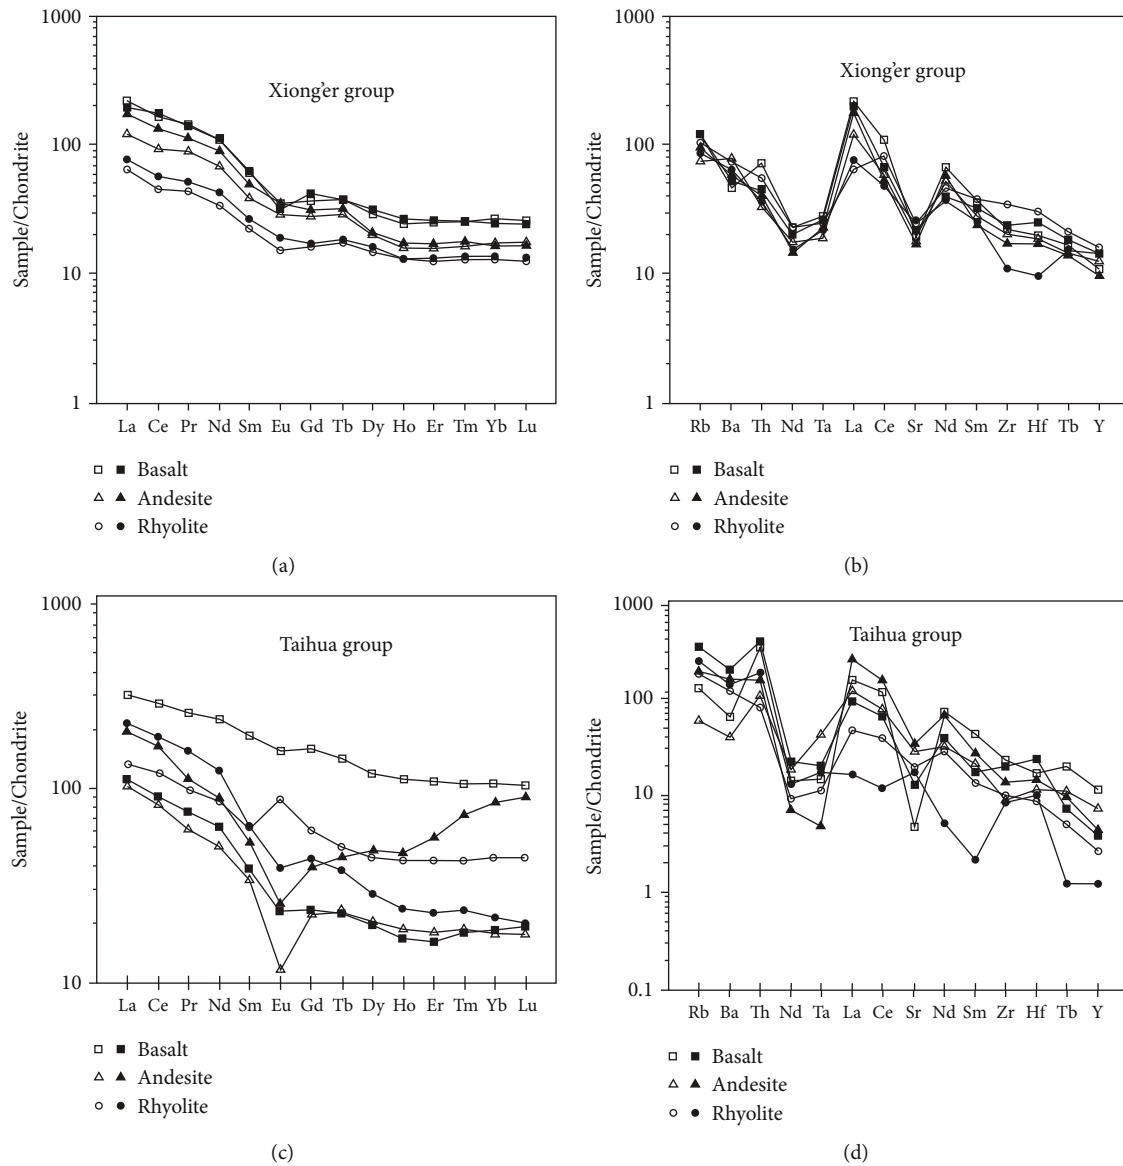 1000
100
10
1
Sample/Chondrite
Xiong'er group
La Ce Pr Nd Sm Eu Gd Tb Dy Ho Er Tm Yb Lu
Basalt
Andesite
Rhyolite
(a)
1000
100
10
1
Sample/Chondrite
Xiong'er group
Rb Ba Th Nd Ta La Ce Sr Nd Sm Zr Hf Tb Y
Basalt
Andesite
Rhyolite
(b)
1000
100
10
Sample/Chondrite
Taihua group
La Ce Pr Nd Sm Eu Gd Tb Dy Ho Er Tm Yb Lu
Basalt
Andesite
Rhyolite
(c)
1000
100
10
1
0.1
Sample/Chondrite
Taihua group
Rb Ba Th Nd Ta La Ce Sr Nd Sm Zr Hf Tb Y
Basalt
Andesite
Rhyolite
(d)